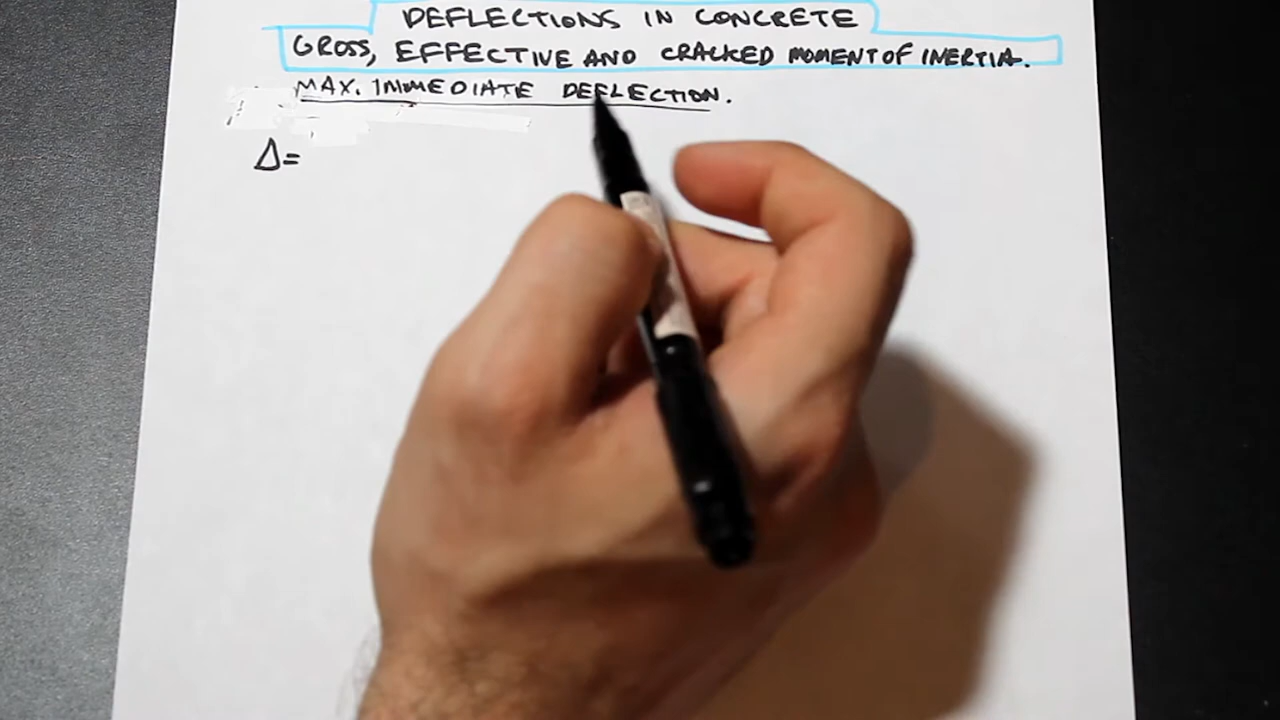 DEFLECTIONS IN CONCRETE
GROSS, EFFECTIVE AND CRACKED MOMENT OF INERTIA.
MAX. IMMEDIATE DEFLECTION.
Δ=